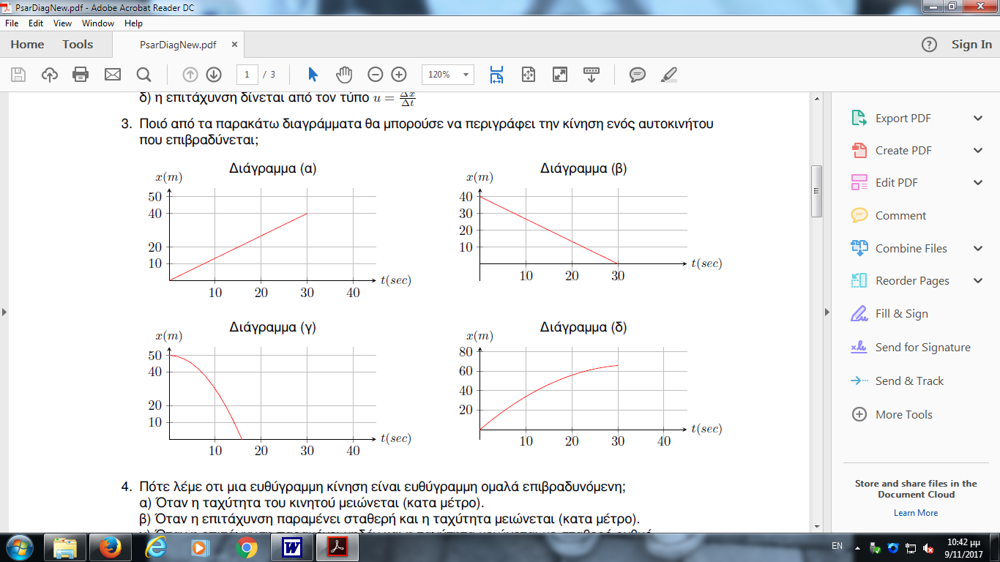 PsarDiagNew.pdf - Adobe Acrobat Reader DC
File Edit View Window Help
Home Tools PsarDiagNew.pdf × ? Sign In
1 / 3 120%
δ) η επιτάχυνση δίνεται από τον τύπο u = Δx/Δt
3. Ποιό από τα παρακάτω διαγράμματα θα μπορούσε να περιγράφει την κίνηση ενός αυτοκινήτου
που επιβραδύνεται;
Διάγραμμα (α)
x(m)
50
40
20
10
10 20 30 40
t(sec)
Διάγραμμα (β)
x(m)
40
30
20
10
10 20 30
t(sec)
Διάγραμμα (γ)
x(m)
50
40
20
10
10 20 30 40
t(sec)
Διάγραμμα (δ)
x(m)
80
60
40
20
10 20 30 40
t(sec)
4. Πότε λέμε οτι μια ευθύγραμμη κίνηση είναι ευθύγραμμη ομαλά επιβραδυνόμενη;
α) Όταν η ταχύτητα του κινητού μειώνεται (κατα μέτρο).
β) Όταν η επιτάχυνση παραμένει σταθερή και η ταχύτητα μειώνεται (κατα μέτρο).
Export PDF
Create PDF
Edit PDF
Comment
Combine Files
Reorder Pages
Fill & Sign
Send for Signature
Send & Track
More Tools
Store and share files in the
Document Cloud
Learn More
EN
10:42 μμ
9/11/2017